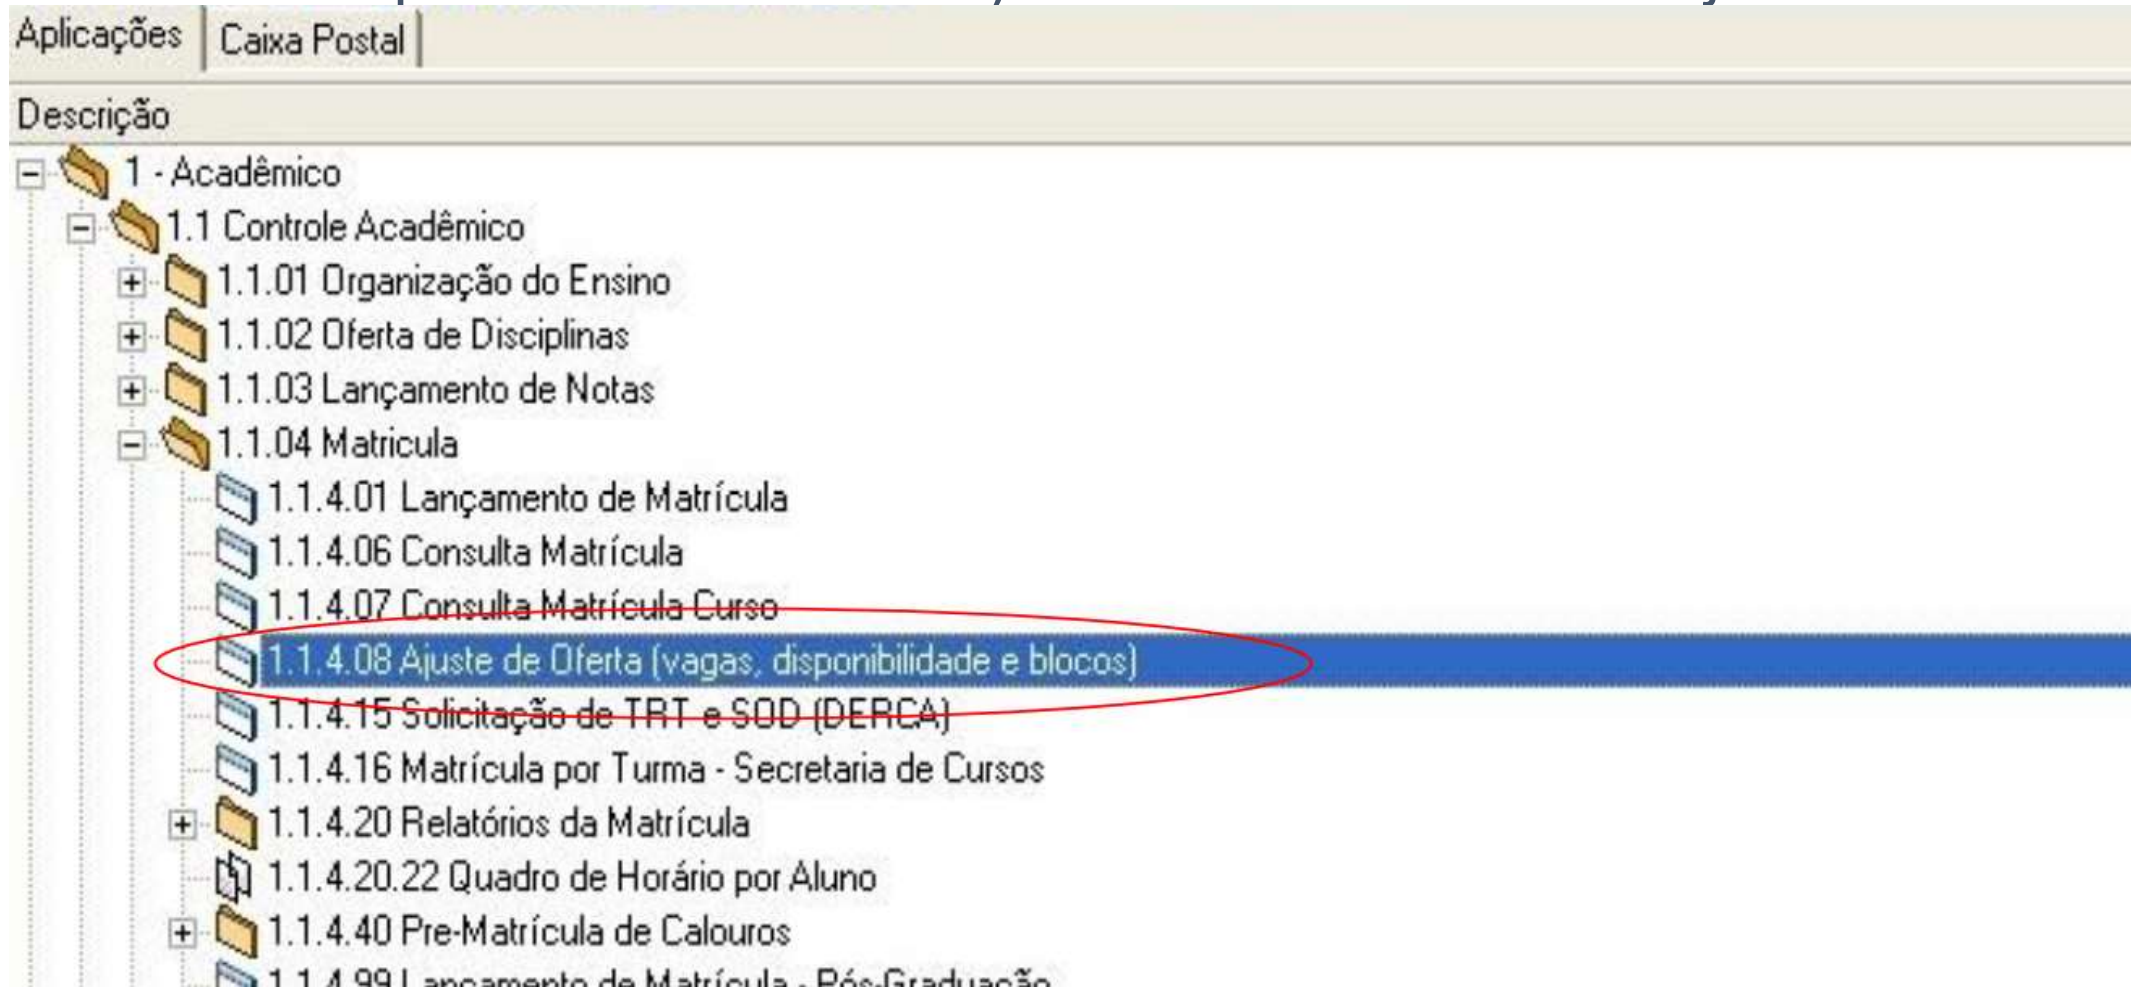 Aplicações Caixa Postal
Descrição
1 - Acadêmico
1.1 Controle Acadêmico
1.1.01 Organização do Ensino
1.1.02 Oferta de Disciplinas
1.1.03 Lançamento de Notas
1.1.04 Matricula
1.1.4.01 Lançamento de Matrícula
1.1.4.06 Consulta Matrícula
1.1.4.07 Consulta Matrícula Curso
1.1.4.08 Ajuste de Oferta (vagas, disponibilidade e blocos)
1.1.4.15 Solicitação de TRT e SOD (DERCA)
1.1.4.16 Matrícula por Turma - Secretaria de Cursos
1.1.4.20 Relatórios da Matrícula
1.1.4.20.22 Quadro de Horário por Aluno
1.1.4.40 Pre-Matrícula de Calouros
1.1.4.99 Lançamento de Matrícula - Pós-Graduação